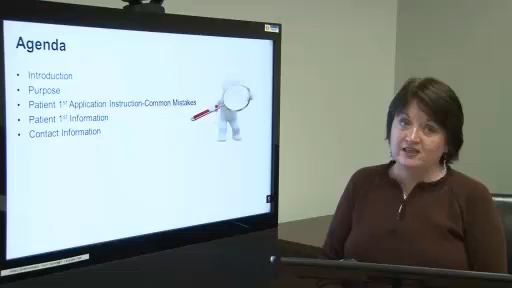 Agenda
• Introduction
• Purpose
• Patient 1st Application Instruction-Common Mistakes
• Patient 1st Information
• Contact Information